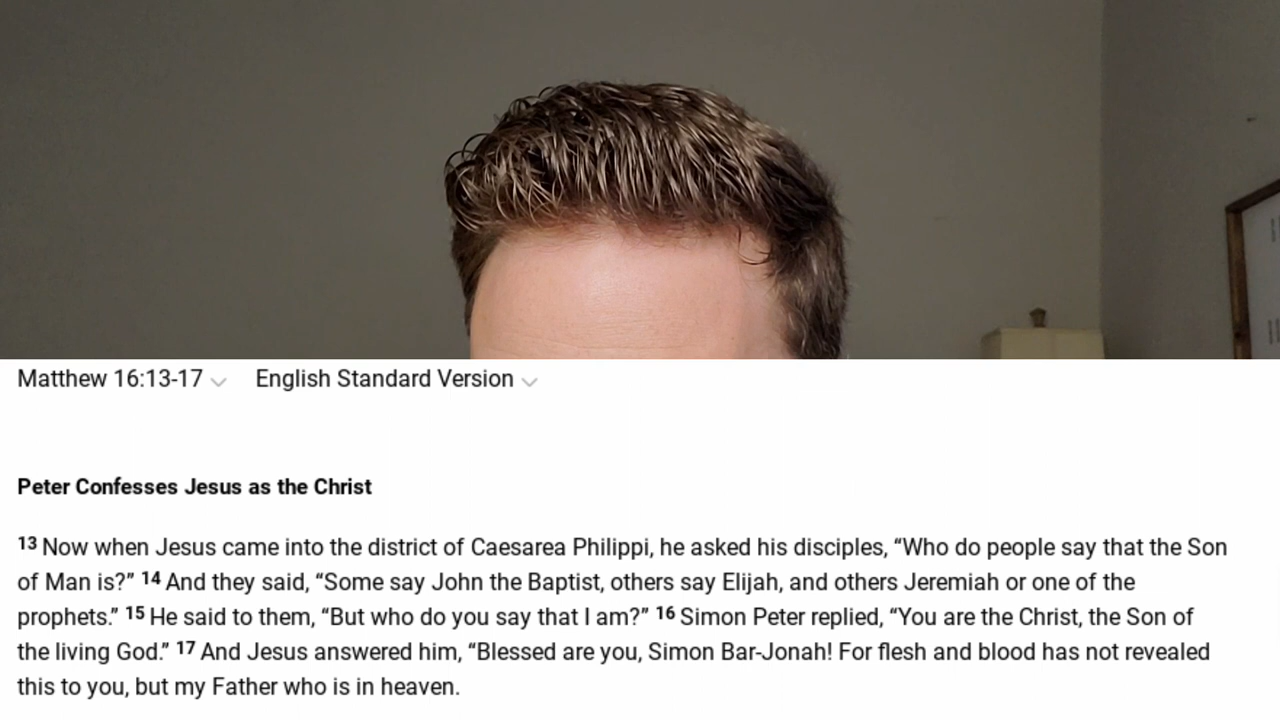 Matthew 16:13-17 English Standard Version
Peter Confesses Jesus as the Christ
13 Now when Jesus came into the district of Caesarea Philippi, he asked his disciples, “Who do people say that the Son
of Man is?” 14 And they said, “Some say John the Baptist, others say Elijah, and others Jeremiah or one of the
prophets.” 15 He said to them, “But who do you say that I am?” 16 Simon Peter replied, “You are the Christ, the Son of
the living God.” 17 And Jesus answered him, “Blessed are you, Simon Bar-Jonah! For flesh and blood has not revealed
this to you, but my Father who is in heaven.